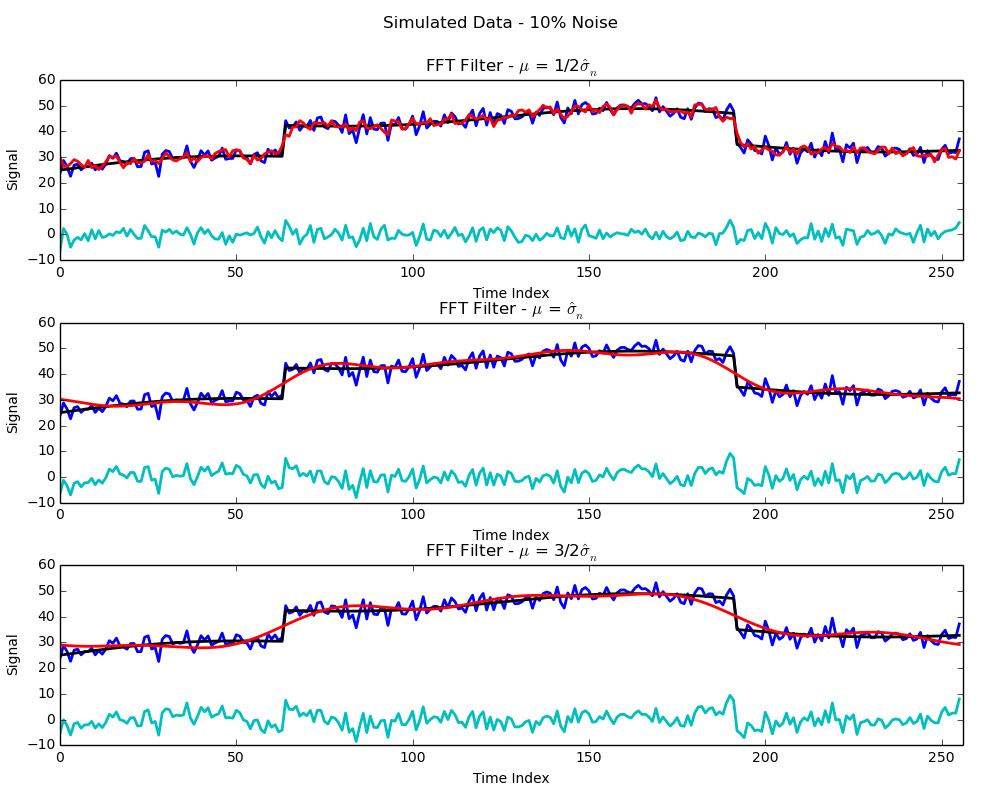 Simulated Data - 10% Noise
FFT Filter - μ = 1/2σ̂ₙ
60
50
40
30
20
10
0
−10
Signal
0 50 100 150 200 250
Time Index
FFT Filter - μ = σ̂ₙ
60
50
40
30
20
10
0
−10
Signal
0 50 100 150 200 250
Time Index
FFT Filter - μ = 3/2σ̂ₙ
60
50
40
30
20
10
0
−10
Signal
0 50 100 150 200 250
Time Index